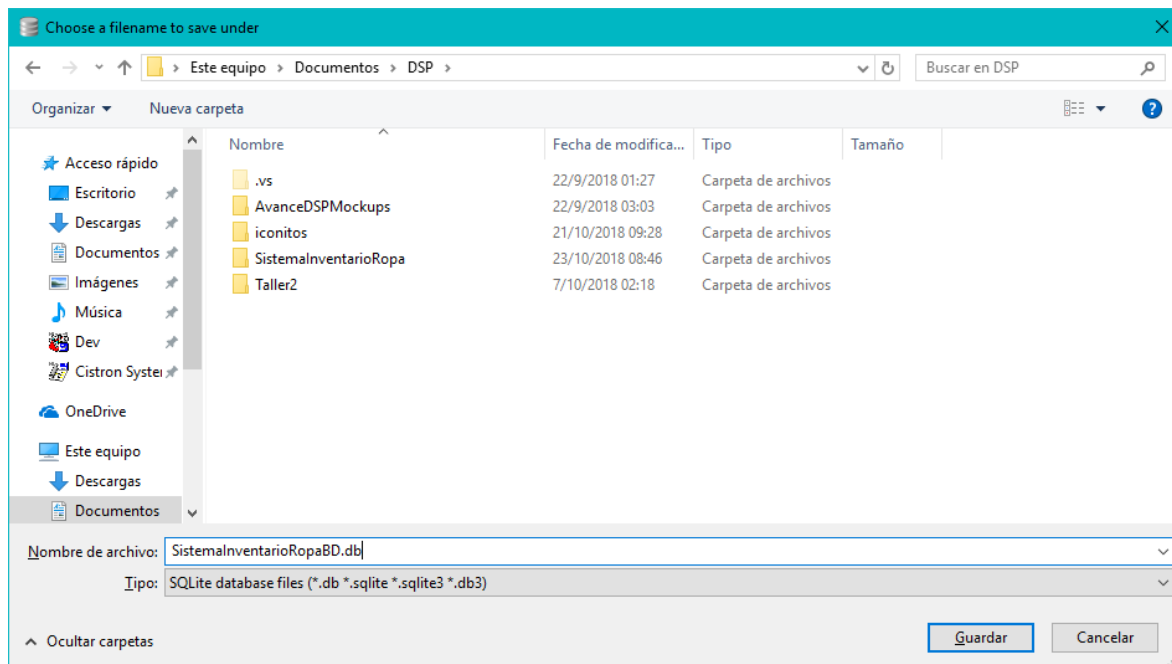 Choose a filename to save under
Este equipo > Documentos > DSP >
Buscar en DSP
Organizar
Nueva carpeta
Nombre Fecha de modifica... Tipo Tamaño
Acceso rápido
Escritorio
Descargas
Documentos
Imágenes
Música
Dev
Cistron Syster
OneDrive
Este equipo
Descargas
Documentos
.vs 22/9/2018 01:27 Carpeta de archivos
AvanceDSPMockups 22/9/2018 03:03 Carpeta de archivos
iconitos 21/10/2018 09:28 Carpeta de archivos
SistemaInventarioRopa 23/10/2018 08:46 Carpeta de archivos
Taller2 7/10/2018 02:18 Carpeta de archivos
Nombre de archivo: SistemaInventarioRopaBD.db
Tipo: SQLite database files (*.db *.sqlite *.sqlite3 *.db3)
Ocultar carpetas
Guardar
Cancelar